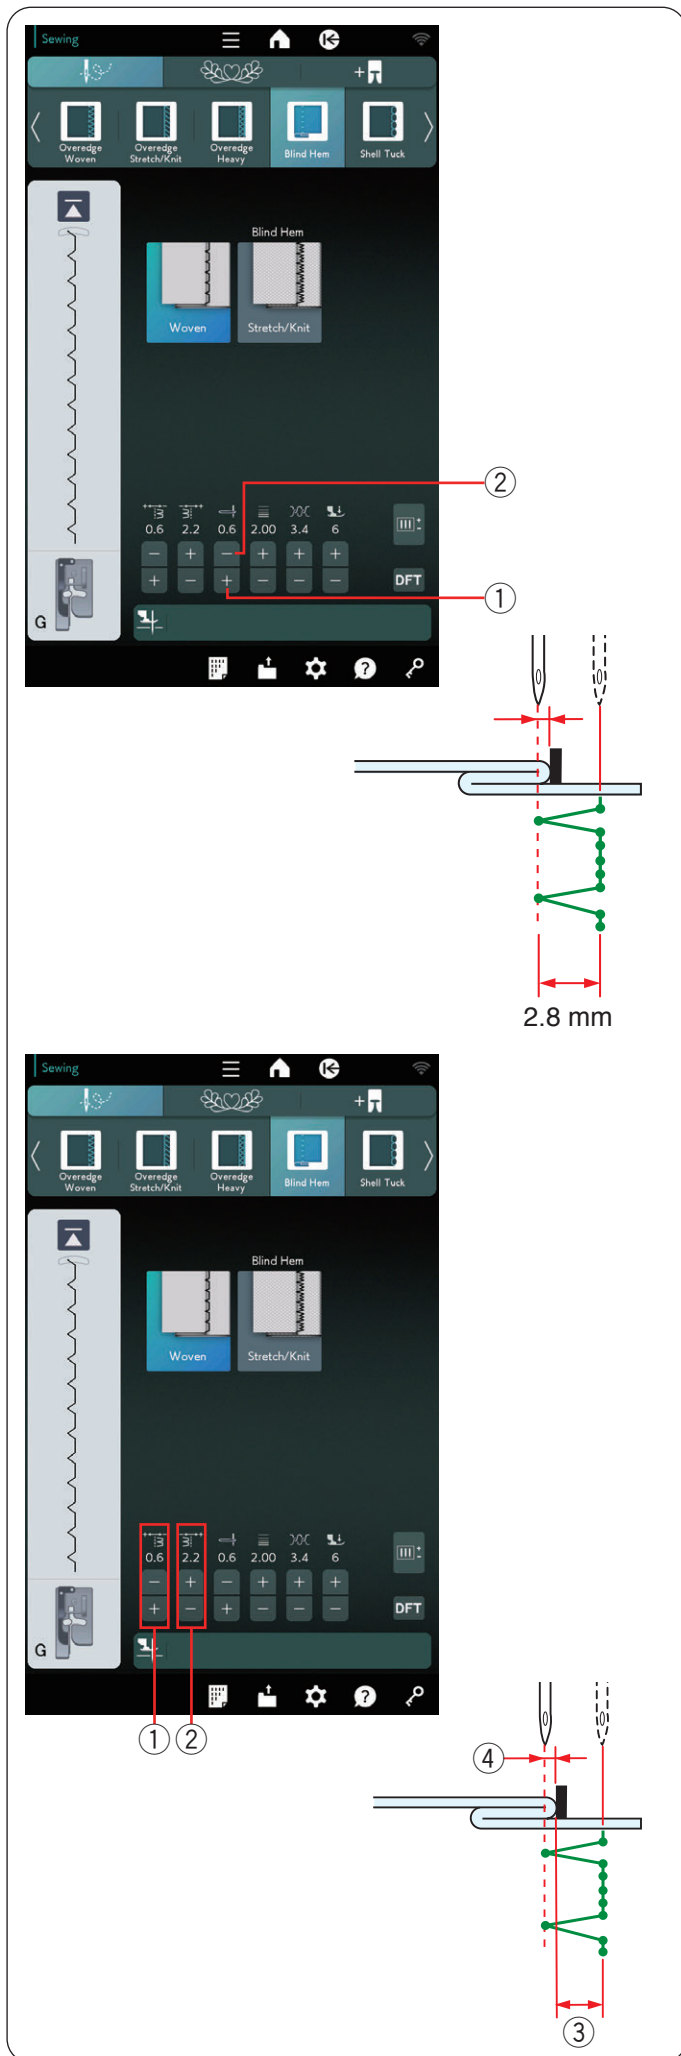 Sewing
Overedge
Woven
Overedge
Stretch/Knit
Overedge
Heavy
Blind Hem
Shell Tuck
Blind Hem
Woven
Stretch/Knit
②
0.6 2.2 0.6 2.00 3.4 6
− + − + + +
+ − + − − −
DFT
①
G
?
2.8 mm
Sewing
Overedge
Woven
Overedge
Stretch/Knit
Overedge
Heavy
Blind Hem
Shell Tuck
Blind Hem
Woven
Stretch/Knit
0.6 2.2 0.6 2.00 3.4 6
− + − + + +
+ − + − − −
DFT
G
?
① ②
④
③